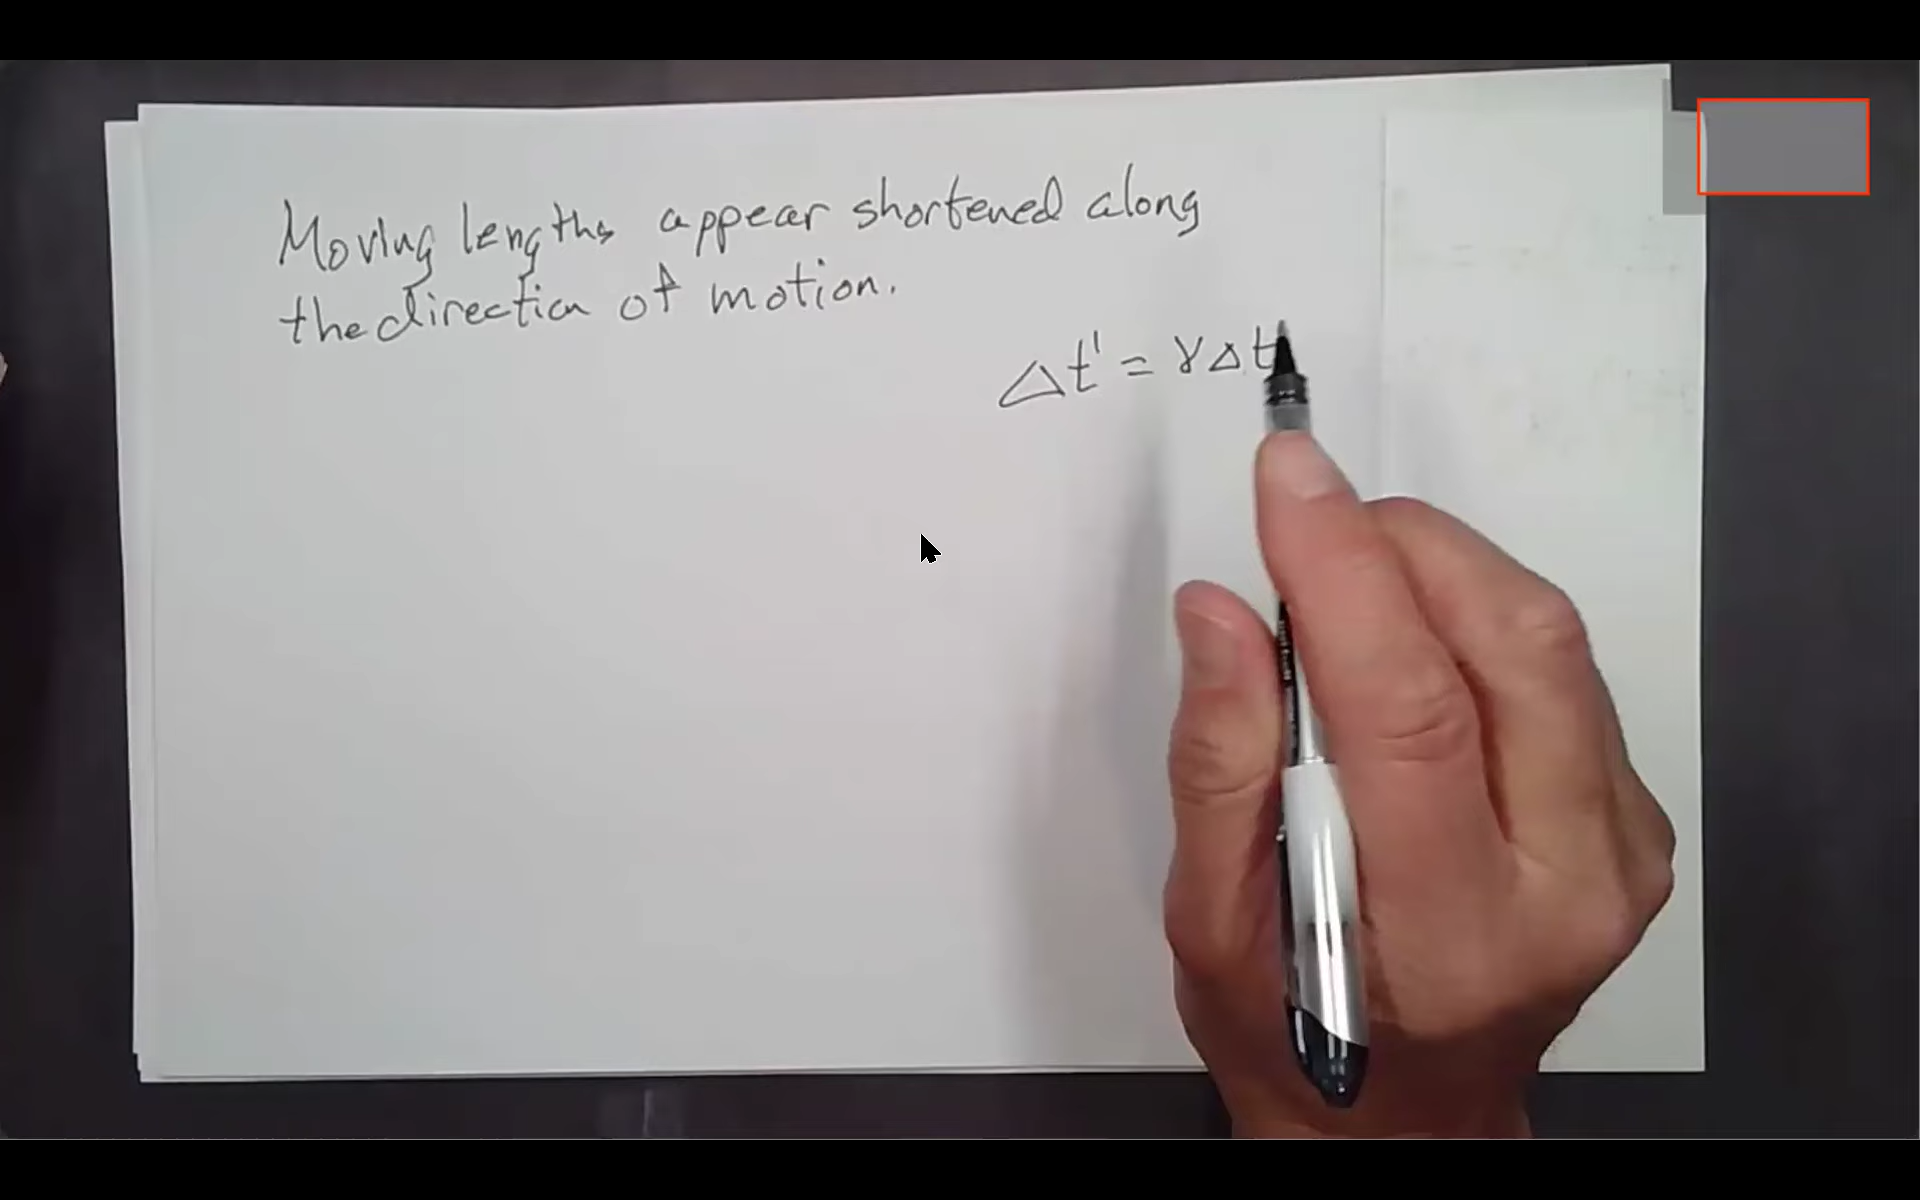 Moving lengths appear shortened along
the direction of motion.
Δt' = γΔt